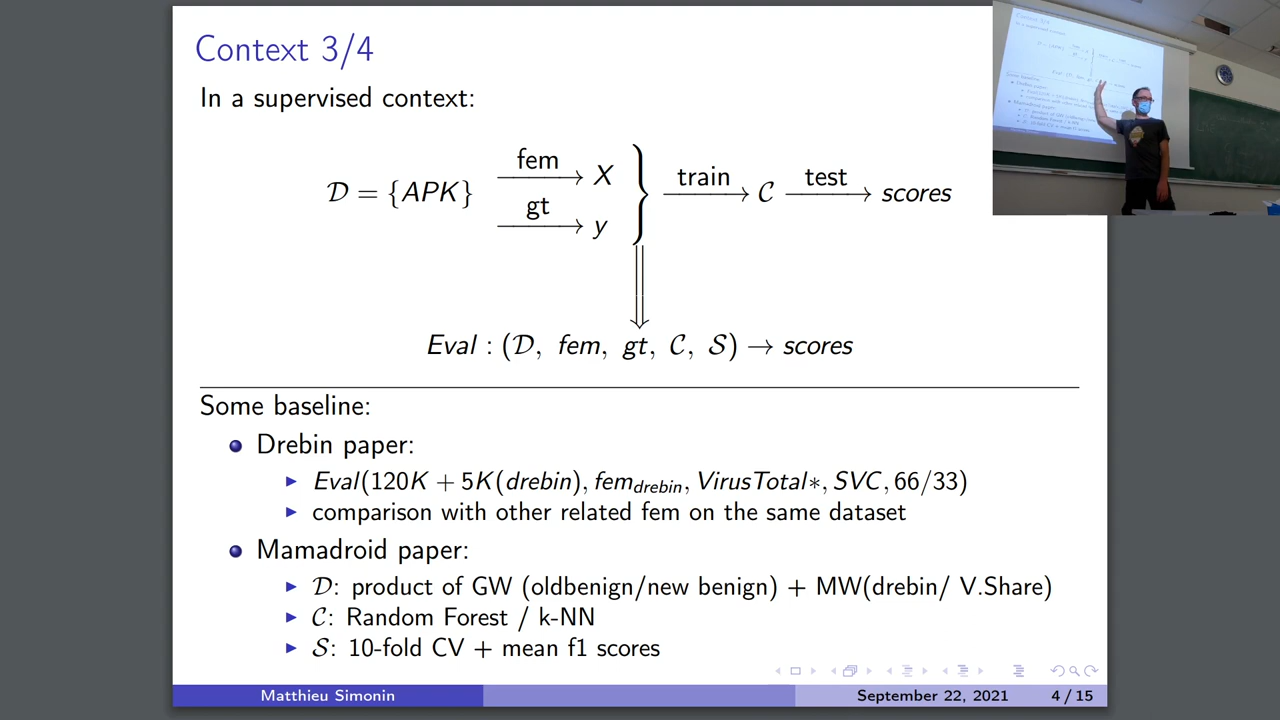 Context 3/4
In a supervised context:
𝒟 = {APK} fem X train 𝒞 test scores
gt y
Eval : (𝒟, fem, gt, 𝒞, 𝒮) → scores
Some baseline:
Drebin paper:
Eval(120K + 5K(drebin), fem_drebin, VirusTotal*, SVC, 66/33)
comparison with other related fem on the same dataset
Mamadroid paper:
𝒟: product of GW (oldbenign/new benign) + MW(drebin/ V.Share)
𝒞: Random Forest / k-NN
𝒮: 10-fold CV + mean f1 scores
Matthieu Simonin September 22, 2021 4 / 15